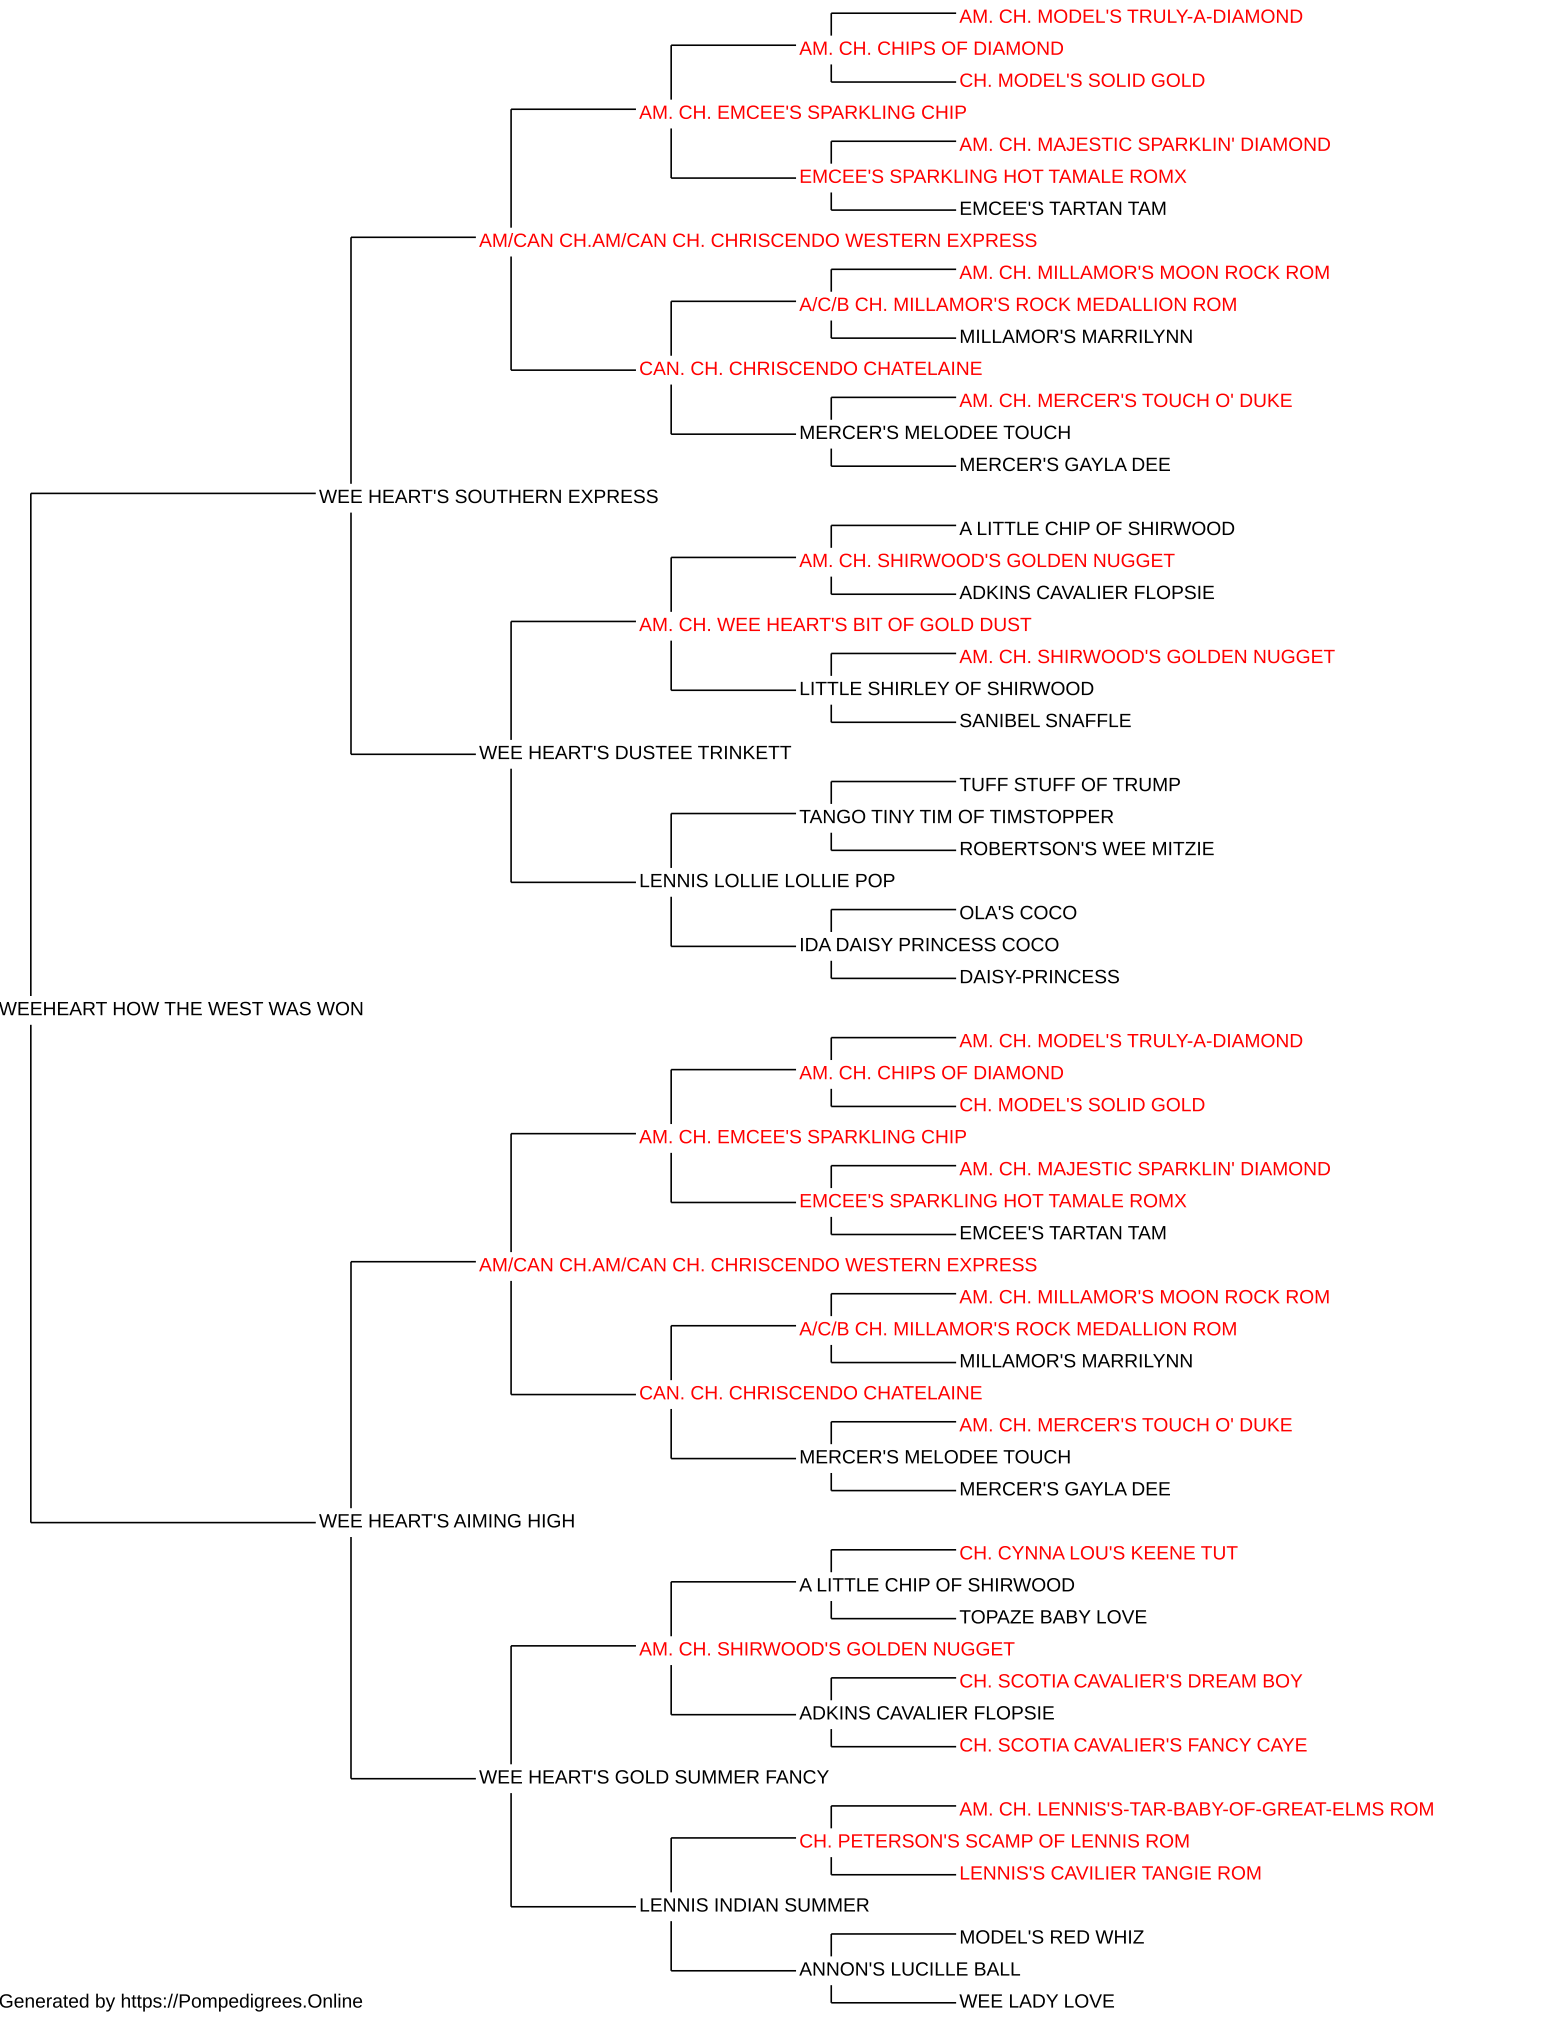 AM. CH. MODEL'S TRULY-A-DIAMOND
AM. CH. CHIPS OF DIAMOND
CH. MODEL'S SOLID GOLD
AM. CH. EMCEE'S SPARKLING CHIP
AM. CH. MAJESTIC SPARKLIN' DIAMOND
EMCEE'S SPARKLING HOT TAMALE ROMX
EMCEE'S TARTAN TAM
AM/CAN CH.AM/CAN CH. CHRISCENDO WESTERN EXPRESS
AM. CH. MILLAMOR'S MOON ROCK ROM
A/C/B CH. MILLAMOR'S ROCK MEDALLION ROM
MILLAMOR'S MARRILYNN
CAN. CH. CHRISCENDO CHATELAINE
AM. CH. MERCER'S TOUCH O' DUKE
MERCER'S MELODEE TOUCH
MERCER'S GAYLA DEE
WEE HEART'S SOUTHERN EXPRESS
A LITTLE CHIP OF SHIRWOOD
AM. CH. SHIRWOOD'S GOLDEN NUGGET
ADKINS CAVALIER FLOPSIE
AM. CH. WEE HEART'S BIT OF GOLD DUST
AM. CH. SHIRWOOD'S GOLDEN NUGGET
LITTLE SHIRLEY OF SHIRWOOD
SANIBEL SNAFFLE
WEE HEART'S DUSTEE TRINKETT
TUFF STUFF OF TRUMP
TANGO TINY TIM OF TIMSTOPPER
ROBERTSON'S WEE MITZIE
LENNIS LOLLIE LOLLIE POP
OLA'S COCO
IDA DAISY PRINCESS COCO
DAISY-PRINCESS
WEEHEART HOW THE WEST WAS WON
AM. CH. MODEL'S TRULY-A-DIAMOND
AM. CH. CHIPS OF DIAMOND
CH. MODEL'S SOLID GOLD
AM. CH. EMCEE'S SPARKLING CHIP
AM. CH. MAJESTIC SPARKLIN' DIAMOND
EMCEE'S SPARKLING HOT TAMALE ROMX
EMCEE'S TARTAN TAM
AM/CAN CH.AM/CAN CH. CHRISCENDO WESTERN EXPRESS
AM. CH. MILLAMOR'S MOON ROCK ROM
A/C/B CH. MILLAMOR'S ROCK MEDALLION ROM
MILLAMOR'S MARRILYNN
CAN. CH. CHRISCENDO CHATELAINE
AM. CH. MERCER'S TOUCH O' DUKE
MERCER'S MELODEE TOUCH
MERCER'S GAYLA DEE
WEE HEART'S AIMING HIGH
CH. CYNNA LOU'S KEENE TUT
A LITTLE CHIP OF SHIRWOOD
TOPAZE BABY LOVE
AM. CH. SHIRWOOD'S GOLDEN NUGGET
CH. SCOTIA CAVALIER'S DREAM BOY
ADKINS CAVALIER FLOPSIE
CH. SCOTIA CAVALIER'S FANCY CAYE
WEE HEART'S GOLD SUMMER FANCY
AM. CH. LENNIS'S-TAR-BABY-OF-GREAT-ELMS ROM
CH. PETERSON'S SCAMP OF LENNIS ROM
LENNIS'S CAVILIER TANGIE ROM
LENNIS INDIAN SUMMER
MODEL'S RED WHIZ
ANNON'S LUCILLE BALL
WEE LADY LOVE
Generated by https://Pompedigrees.Online